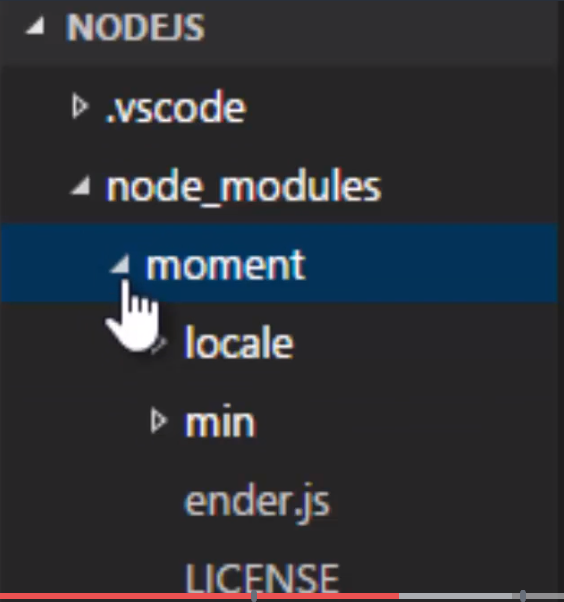 NODEJS
.vscode
node_modules
moment
locale
min
ender.js
LICENSE